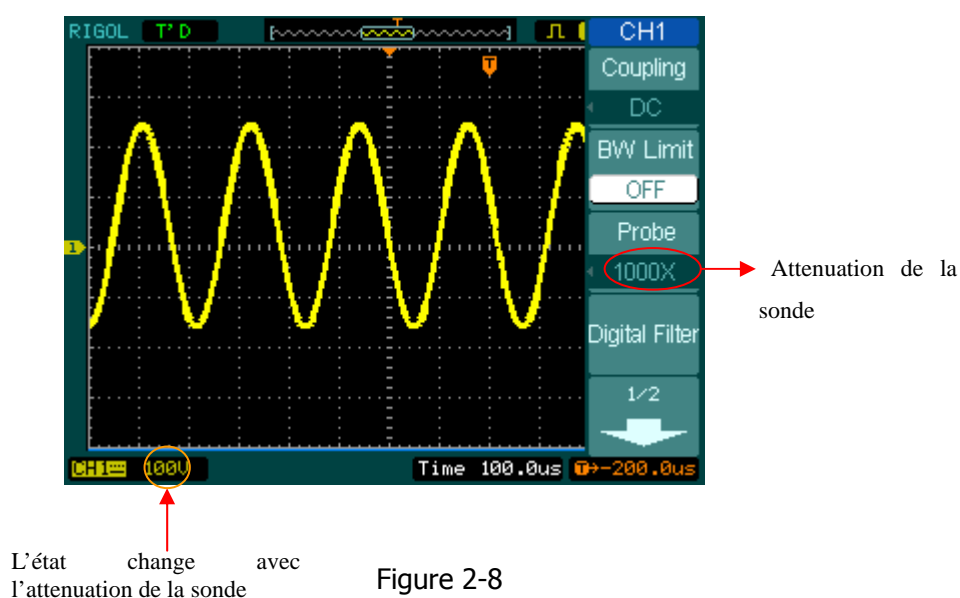 RIGOL T'D T CH1
Coupling
T
DC
BW Limit
OFF
Probe
1
1000X
Attenuation de la
sonde
Digital Filter
1/2
CH1 100V Time 100.0us T→-200.0us
L'état change avec
l'attenuation de la sonde
Figure 2-8